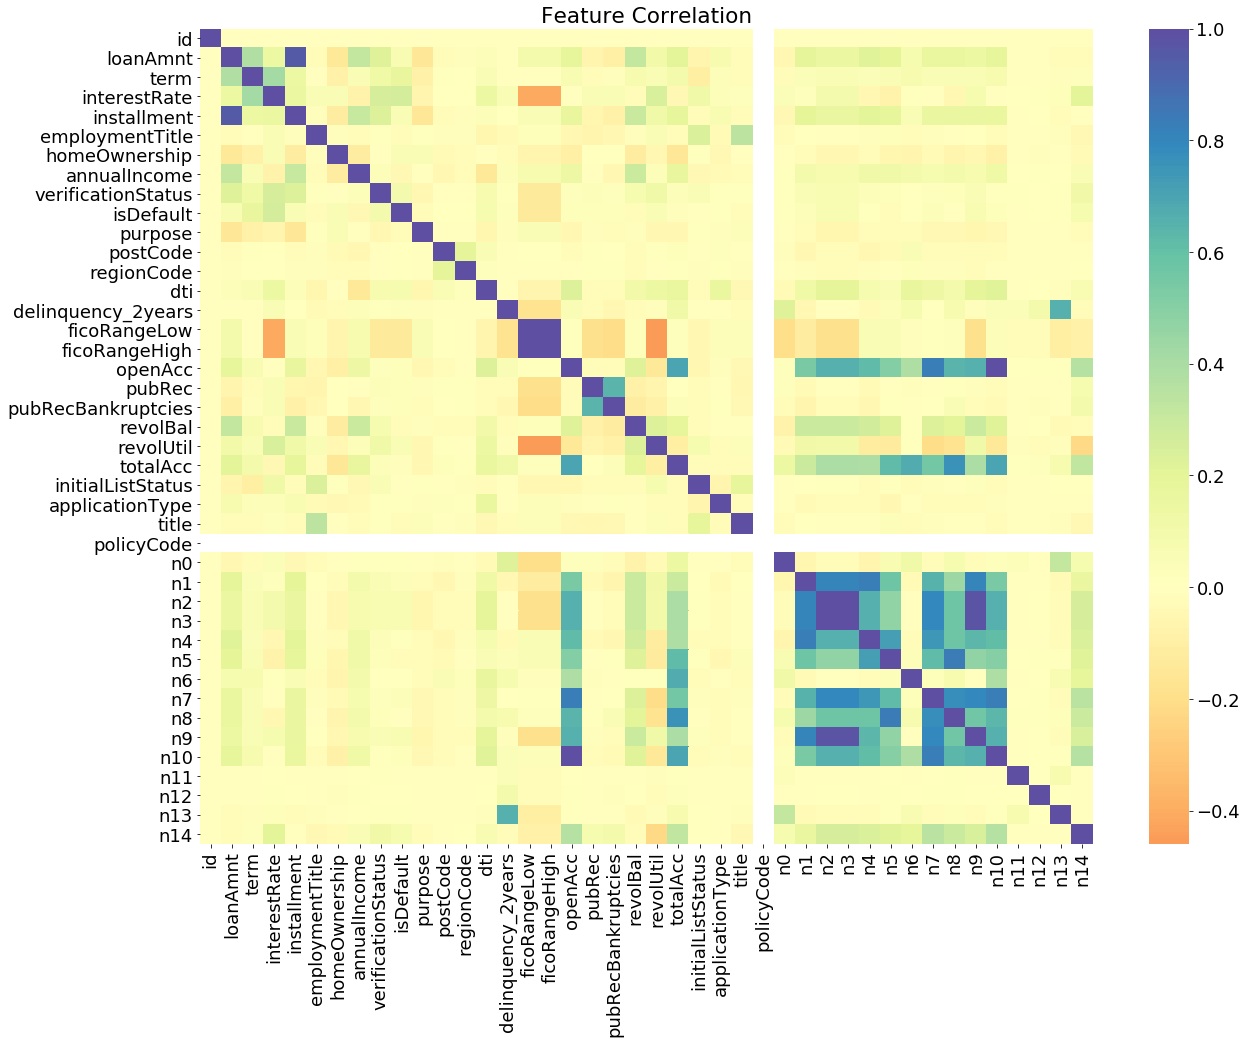 Feature Correlation
id
loanAmnt
term
interestRate
installment
employmentTitle
homeOwnership
annualIncome
verificationStatus
isDefault
purpose
postCode
regionCode
dti
delinquency_2years
ficoRangeLow
ficoRangeHigh
openAcc
pubRec
pubRecBankruptcies
revolBal
revolUtil
totalAcc
initialListStatus
applicationType
title
policyCode
n0
n1
n2
n3
n4
n5
n6
n7
n8
n9
n10
n11
n12
n13
n14
id
loanAmnt
term
interestRate
installment
employmentTitle
homeOwnership
annualIncome
verificationStatus
isDefault
purpose
postCode
regionCode
dti
delinquency_2years
ficoRangeLow
ficoRangeHigh
openAcc
pubRec
pubRecBankruptcies
revolBal
revolUtil
totalAcc
initialListStatus
applicationType
title
policyCode
n0
n1
n2
n3
n4
n5
n6
n7
n8
n9
n10
n11
n12
n13
n14
1.0
0.8
0.6
0.4
0.2
0.0
−0.2
−0.4